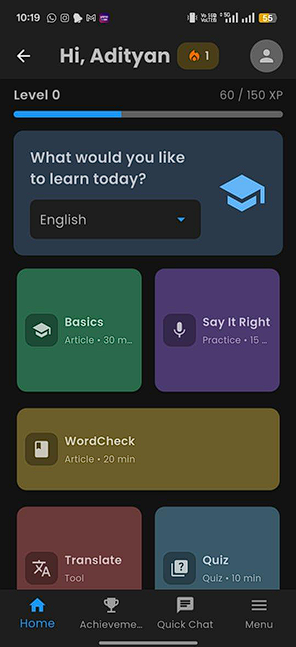 10:19
5G
55
Hi, Adityan
1
Level 0
60 / 150 XP
What would you like
to learn today?
English
Basics
Article • 30 m...
Say It Right
Practice • 15 ...
WordCheck
Article • 20 min
Translate
Tool
Quiz
Quiz • 10 min
Home
Achieveme...
Quick Chat
Menu